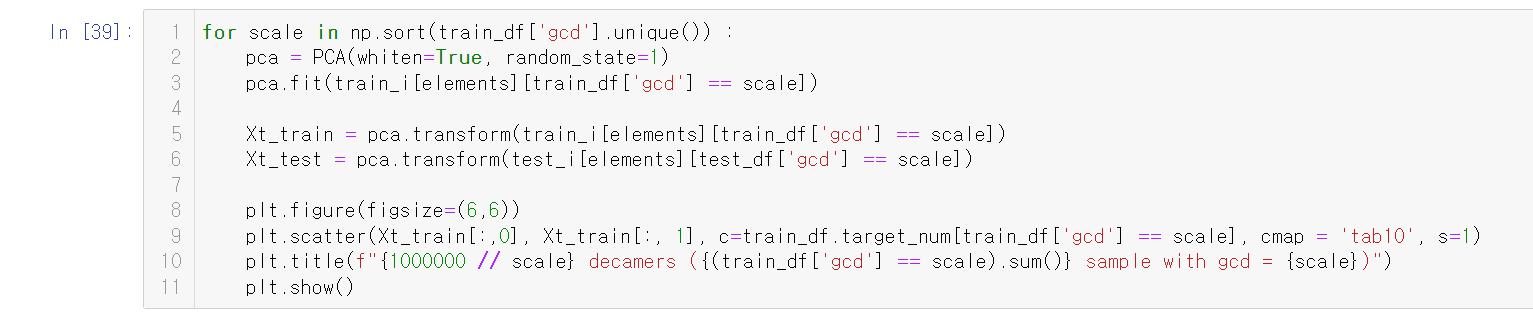 In [39]:
1 for scale in np.sort(train_df['gcd'].unique()) :
2     pca = PCA(whiten=True, random_state=1)
3     pca.fit(train_i[elements][train_df['gcd'] == scale])
4
5     Xt_train = pca.transform(train_i[elements][train_df['gcd'] == scale])
6     Xt_test = pca.transform(test_i[elements][test_df['gcd'] == scale])
7
8     plt.figure(figsize=(6,6))
9     plt.scatter(Xt_train[:,0], Xt_train[:, 1], c=train_df.target_num[train_df['gcd'] == scale], cmap = 'tab10', s=1)
10     plt.title(f"{1000000 // scale} decamers ({(train_df['gcd'] == scale).sum()} sample with gcd = {scale})")
11     plt.show()